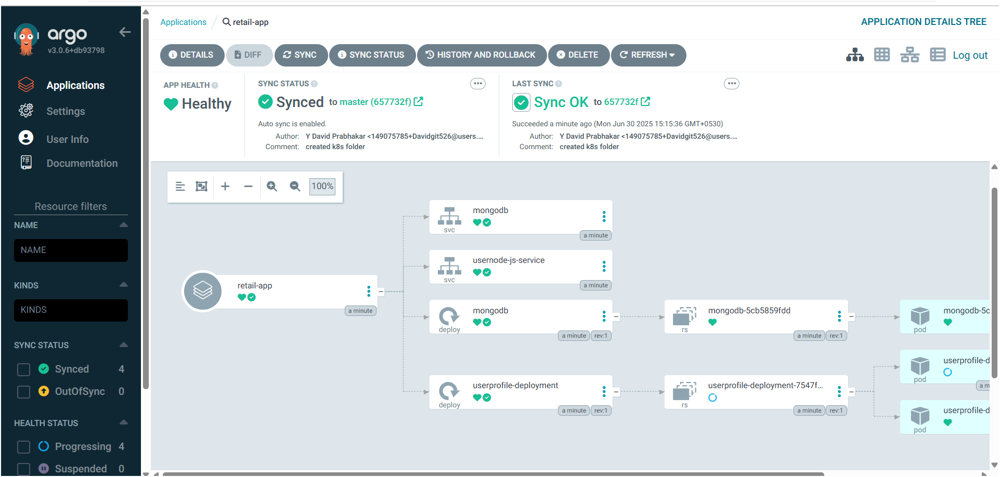 argo
v3.0.6+db93798
Applications
Settings
User Info
Documentation
Resource filters
NAME
NAME
KINDS
KINDS
SYNC STATUS
Synced 4
OutOfSync 0
HEALTH STATUS
Progressing 4
Suspended 0
Applications / retail-app
APPLICATION DETAILS TREE
DETAILS DIFF SYNC SYNC STATUS HISTORY AND ROLLBACK DELETE REFRESH
Log out
APP HEALTH
Healthy
SYNC STATUS
Synced to master (657732f)
Auto sync is enabled.
Author: Y David Prabhakar <149075785+Davidgit526@users....
Comment: created k8s folder
LAST SYNC
Sync OK to 657732f
Succeeded a minute ago (Mon Jun 30 2025 15:15:36 GMT+0530)
Author: Y David Prabhakar <149075785+Davidgit526@users....
Comment: created k8s folder
100%
retail-app
a minute
mongodb
svc
a minute
usernode-js-service
svc
a minute
mongodb
deploy
a minute rev:1
mongodb-5cb5859fdd
rs
a minute rev:1
mongodb-5c
pod
userprofile-deployment
deploy
a minute rev:1
userprofile-deployment-7547f...
rs
a minute rev:1
userprofile-d
pod
a m
userprofile-d
pod